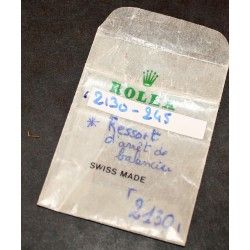 ROLEX
2130-245
* Ressort
d'arrêt de
balancier
SWISS MADE
2130